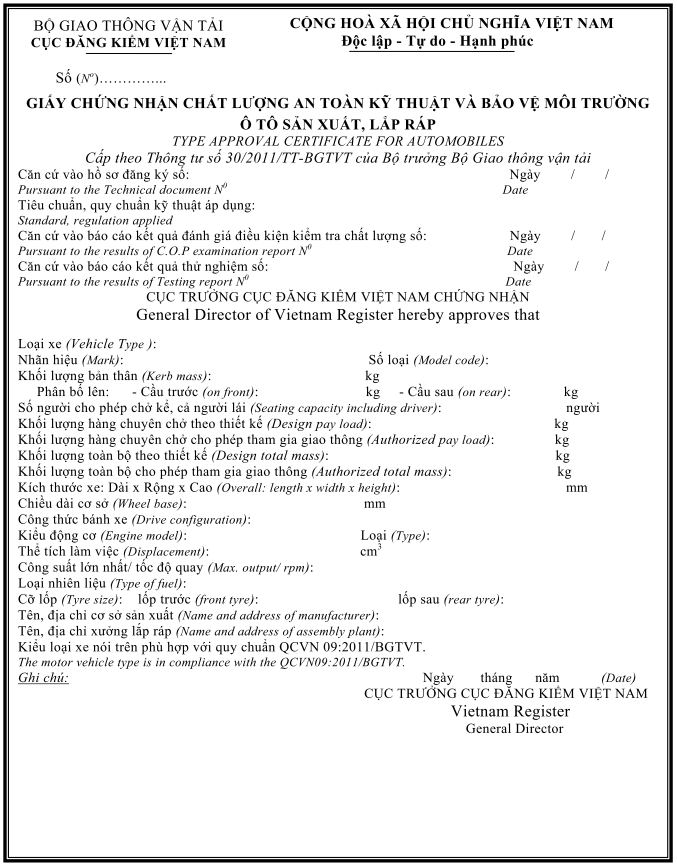 BỘ GIAO THÔNG VẬN TẢI
CỤC ĐĂNG KIỂM VIỆT NAM
CỘNG HOÀ XÃ HỘI CHỦ NGHĨA VIỆT NAM
Độc lập - Tự do - Hạnh phúc
Số (Nº)…………...
GIẤY CHỨNG NHẬN CHẤT LƯỢNG AN TOÀN KỸ THUẬT VÀ BẢO VỆ MÔI TRƯỜNG
Ô TÔ SẢN XUẤT, LẮP RÁP
TYPE APPROVAL CERTIFICATE FOR AUTOMOBILES
Cấp theo Thông tư số 30/2011/TT-BGTVT của Bộ trưởng Bộ Giao thông vận tải
Căn cứ vào hồ sơ đăng ký số: Ngày / /
Pursuant to the Technical document N⁰ Date
Tiêu chuẩn, quy chuẩn kỹ thuật áp dụng:
Standard, regulation applied
Căn cứ vào báo cáo kết quả đánh giá điều kiện kiểm tra chất lượng số: Ngày / /
Pursuant to the results of C.O.P examination report N⁰ Date
Căn cứ vào báo cáo kết quả thử nghiệm số: Ngày / /
Pursuant to the results of Testing report N⁰ Date
CỤC TRƯỞNG CỤC ĐĂNG KIỂM VIỆT NAM CHỨNG NHẬN
General Director of Vietnam Register hereby approves that
Loại xe (Vehicle Type ):
Nhãn hiệu (Mark): Số loại (Model code):
Khối lượng bản thân (Kerb mass): kg
Phân bố lên: - Cầu trước (on front): kg - Cầu sau (on rear): kg
Số người cho phép chở kể, cả người lái (Seating capacity including driver): người
Khối lượng hàng chuyên chở theo thiết kế (Design pay load): kg
Khối lượng hàng chuyên chở cho phép tham gia giao thông (Authorized pay load): kg
Khối lượng toàn bộ theo thiết kế (Design total mass): kg
Khối lượng toàn bộ cho phép tham gia giao thông (Authorized total mass): kg
Kích thước xe: Dài x Rộng x Cao (Overall: length x width x height): mm
Chiều dài cơ sở (Wheel base): mm
Công thức bánh xe (Drive configuration):
Kiểu động cơ (Engine model): Loại (Type):
Thể tích làm việc (Displacement): cm³
Công suất lớn nhất/ tốc độ quay (Max. output/ rpm):
Loại nhiên liệu (Type of fuel):
Cỡ lốp (Tyre size): lốp trước (front tyre): lốp sau (rear tyre):
Tên, địa chỉ cơ sở sản xuất (Name and address of manufacturer):
Tên, địa chỉ xưởng lắp ráp (Name and address of assembly plant):
Kiểu loại xe nói trên phù hợp với quy chuẩn QCVN 09:2011/BGTVT.
The motor vehicle type is in compliance with the QCVN09:2011/BGTVT.
Ghi chú: Ngày tháng năm (Date)
CỤC TRƯỞNG CỤC ĐĂNG KIỂM VIỆT NAM
Vietnam Register
General Director